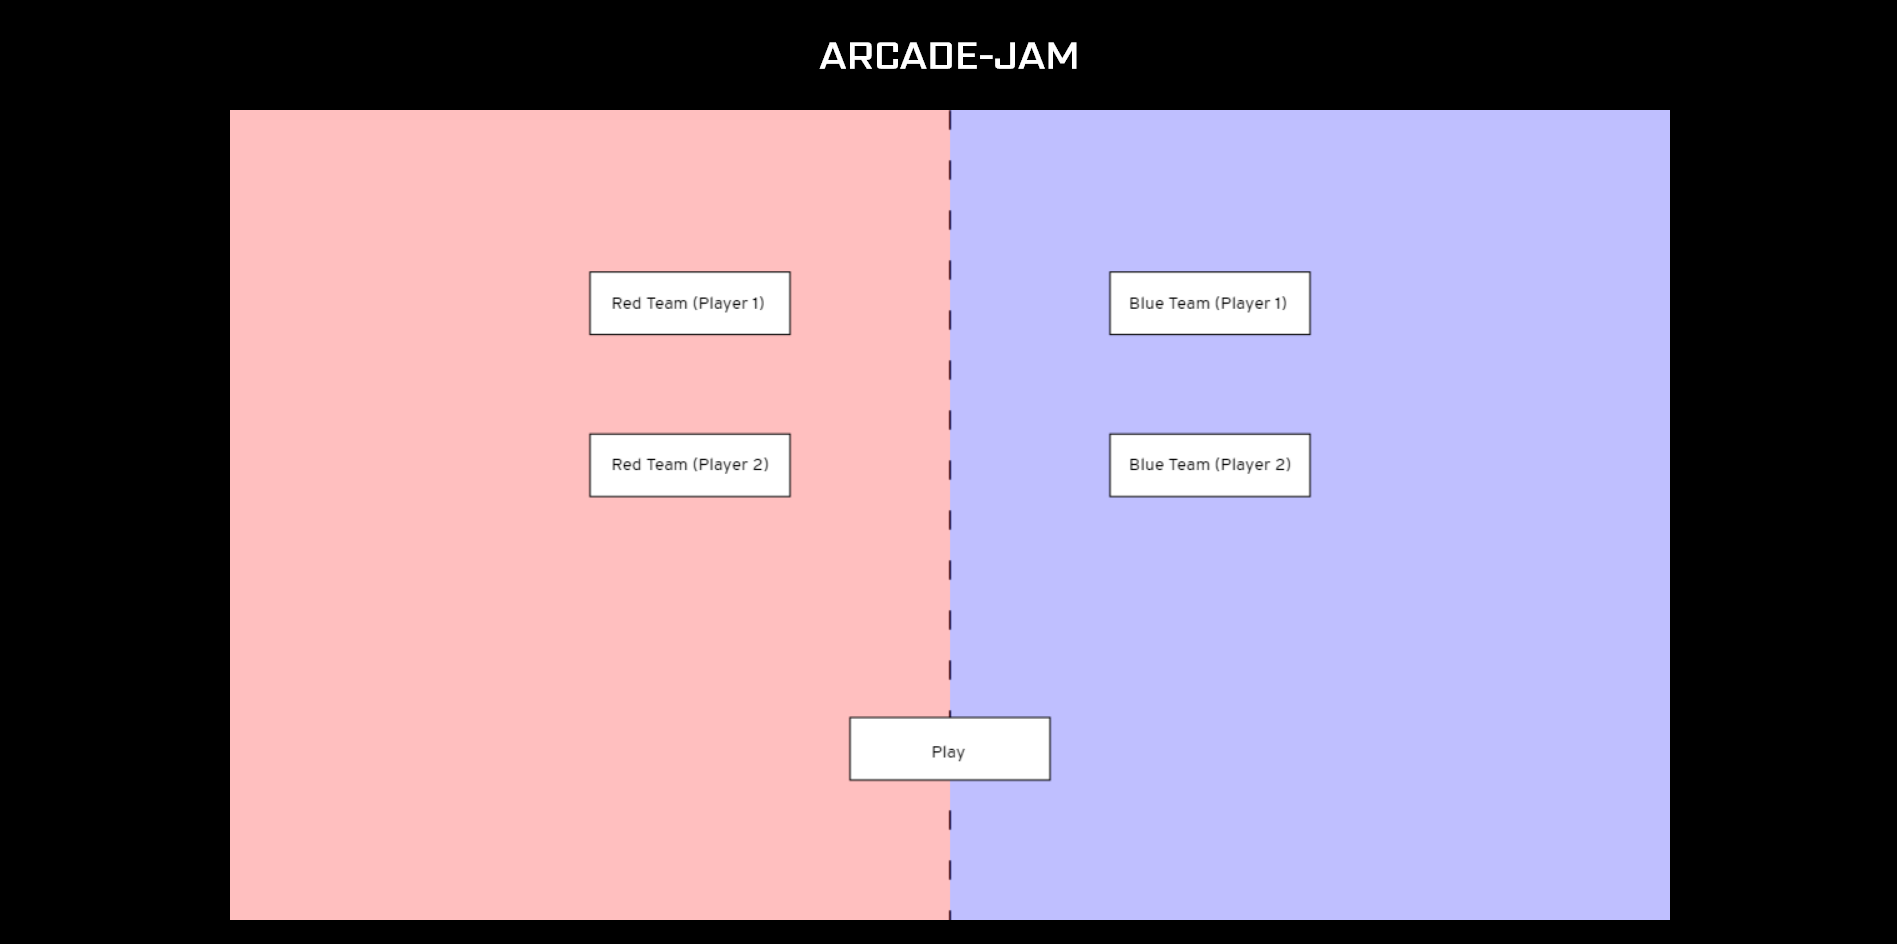 ARCADE-JAM
Red Team (Player 1)
Blue Team (Player 1)
Red Team (Player 2)
Blue Team (Player 2)
Play